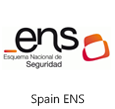 ens
Esquema Nacional de
Seguridad
Spain ENS